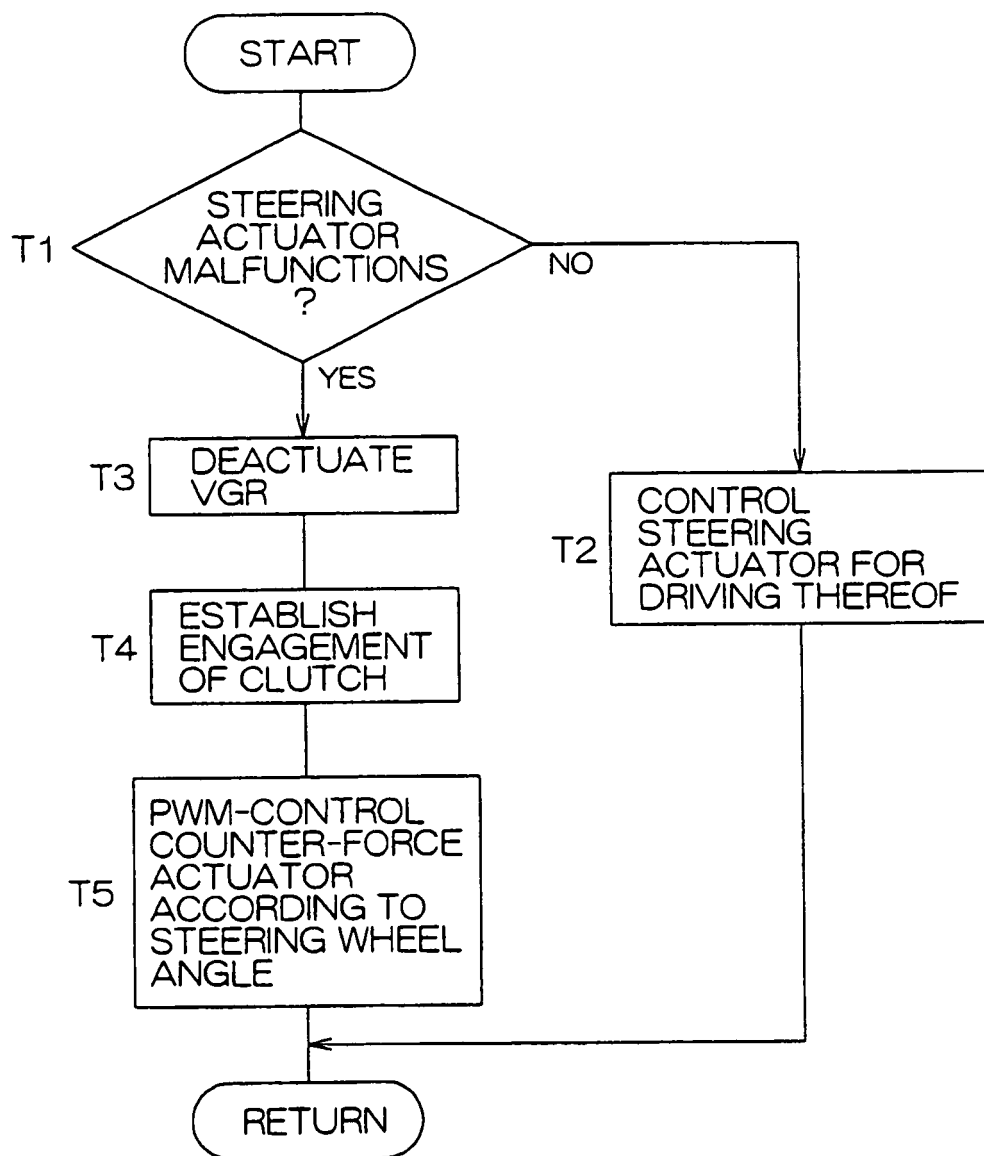 START
T1
STEERING
ACTUATOR
MALFUNCTIONS
?
NO
YES
T3
DEACTUATE
VGR
T2
CONTROL
STEERING
ACTUATOR FOR
DRIVING THEREOF
T4
ESTABLISH
ENGAGEMENT
OF CLUTCH
T5
PWM-CONTROL
COUNTER-FORCE
ACTUATOR
ACCORDING TO
STEERING WHEEL
ANGLE
RETURN